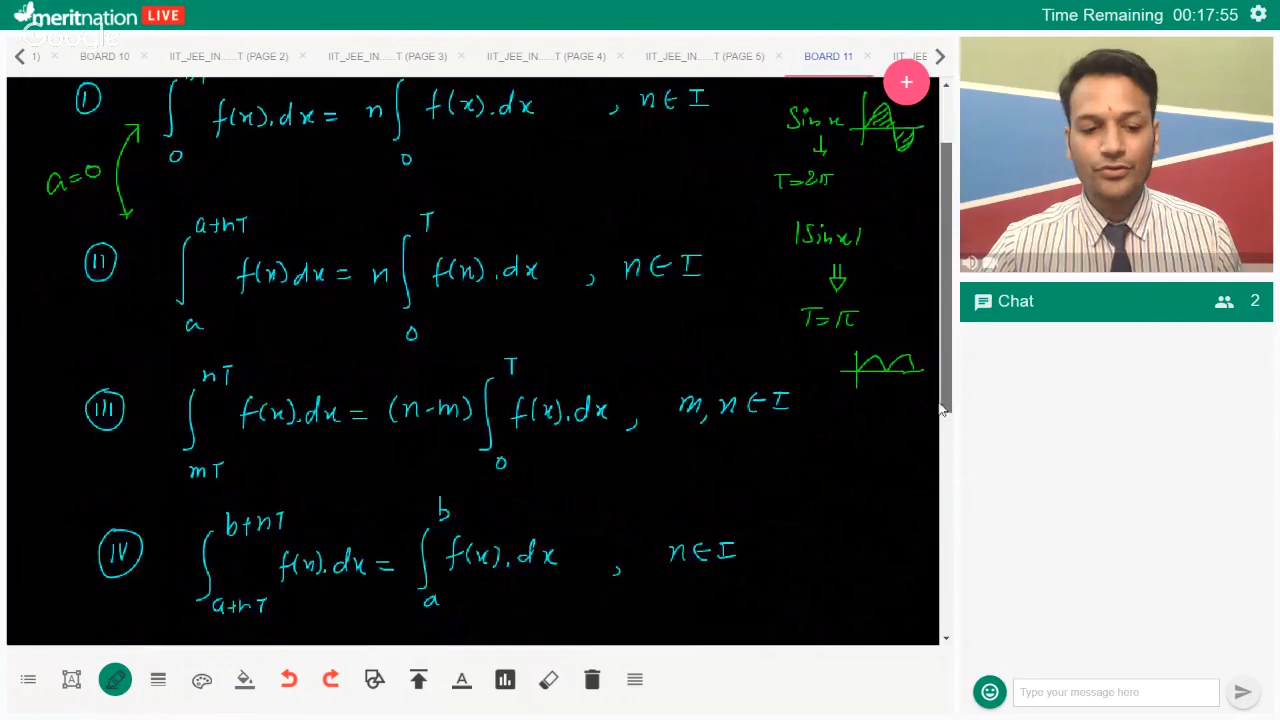 meritnation LIVE
Google
Time Remaining 00:17:55
1) BOARD 10 IIT_JEE_IN......T (PAGE 2) IIT_JEE_IN......T (PAGE 3) IIT_JEE_IN......T (PAGE 4) IIT_JEE_IN......T (PAGE 5) BOARD 11 IIT_JEE
+
(I) ∫₀ f(x).dx = n ∫₀ f(x).dx , n ∈ I
a=0
(II) ∫ₐ^(a+nT) f(x) dx = n ∫₀^T f(x).dx , n ∈ I
(III) ∫_(mT)^(nT) f(x).dx = (n-m) ∫₀^T f(x).dx , m, n ∈ I
(IV) ∫_(a+nT)^(b+nT) f(x).dx = ∫ₐ^b f(x).dx , n ∈ I
Sin x
↓
T=2π
|Sin x|
⇓
T=π
Chat 2
Type your message here